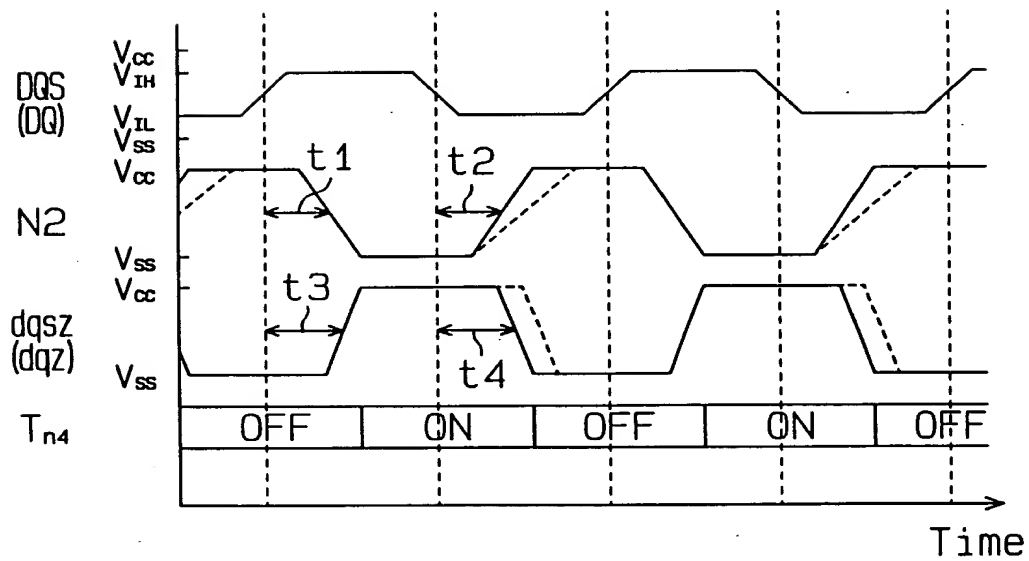 DQS
(DQ)
VCC
VIH
VIL
VSS
N2
VCC
t1
t2
VSS
dqsz
(dqz)
VCC
t3
t4
VSS
Tn4
OFF
ON
OFF
ON
OFF
Time